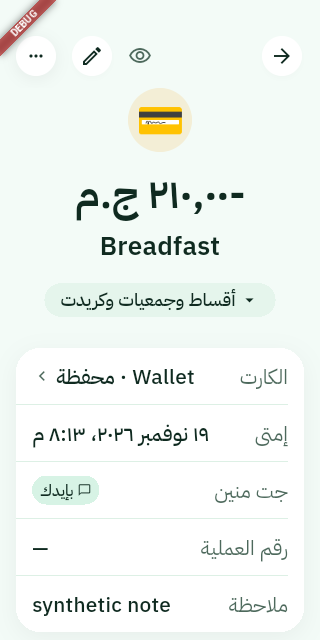 DEBUG
-٢١٠,٠٠ ج.م
Breadfast
أقساط وجمعيات وكريدت
الكارت Wallet · محفظة
إمتى ١٩ نوفمبر ٢٠٢٦، ٨:١٣ م
جت منين بإيدك
رقم العملية —
ملاحظة synthetic note